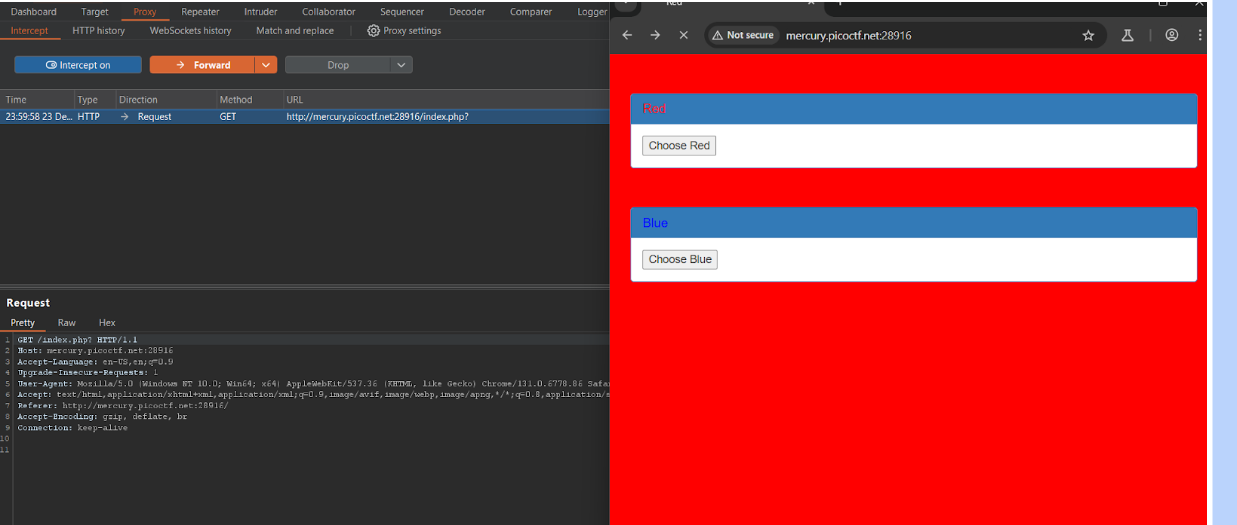 Dashboard Target Proxy Repeater Intruder Collaborator Sequencer Decoder Comparer Logger
Intercept HTTP history WebSockets history Match and replace Proxy settings
Intercept on Forward Drop
Time Type Direction Method URL
23:59:58 23 De... HTTP → Request GET http://mercury.picoctf.net:28916/index.php?
Request
Pretty Raw Hex
1 GET /index.php? HTTP/1.1
2 Host: mercury.picoctf.net:28916
3 Accept-Language: en-US,en;q=0.9
4 Upgrade-Insecure-Requests: 1
5 User-Agent: Mozilla/5.0 (Windows NT 10.0; Win64; x64) AppleWebKit/537.36 (KHTML, like Gecko) Chrome/131.0.6778.86 Safa
6 Accept: text/html,application/xhtml+xml,application/xml;q=0.9,image/avif,image/webp,image/apng,*/*;q=0.8,application/s
7 Referer: http://mercury.picoctf.net:28916/
8 Accept-Encoding: gzip, deflate, br
9 Connection: keep-alive
10
11
Red
Not secure mercury.picoctf.net:28916
Red
Choose Red
Blue
Choose Blue